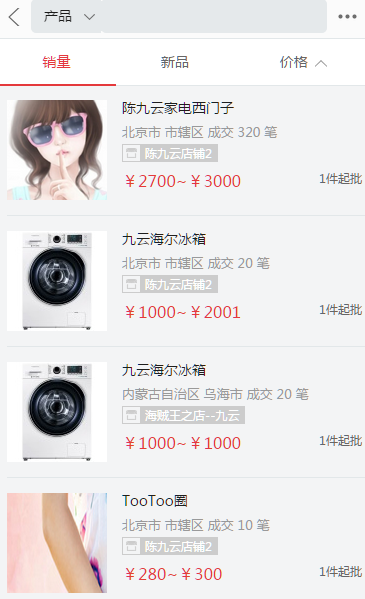 产品
销量 新品 价格
陈九云家电西门子
北京市 市辖区 成交 320 笔
陈九云店铺2
￥2700~￥3000 1件起批
九云海尔冰箱
北京市 市辖区 成交 20 笔
陈九云店铺2
￥1000~￥2001 1件起批
九云海尔冰箱
内蒙古自治区 乌海市 成交 20 笔
海贼王之店--九云
￥1000~￥1000 1件起批
TooToo圈
北京市 市辖区 成交 10 笔
陈九云店铺2
￥280~￥300 1件起批